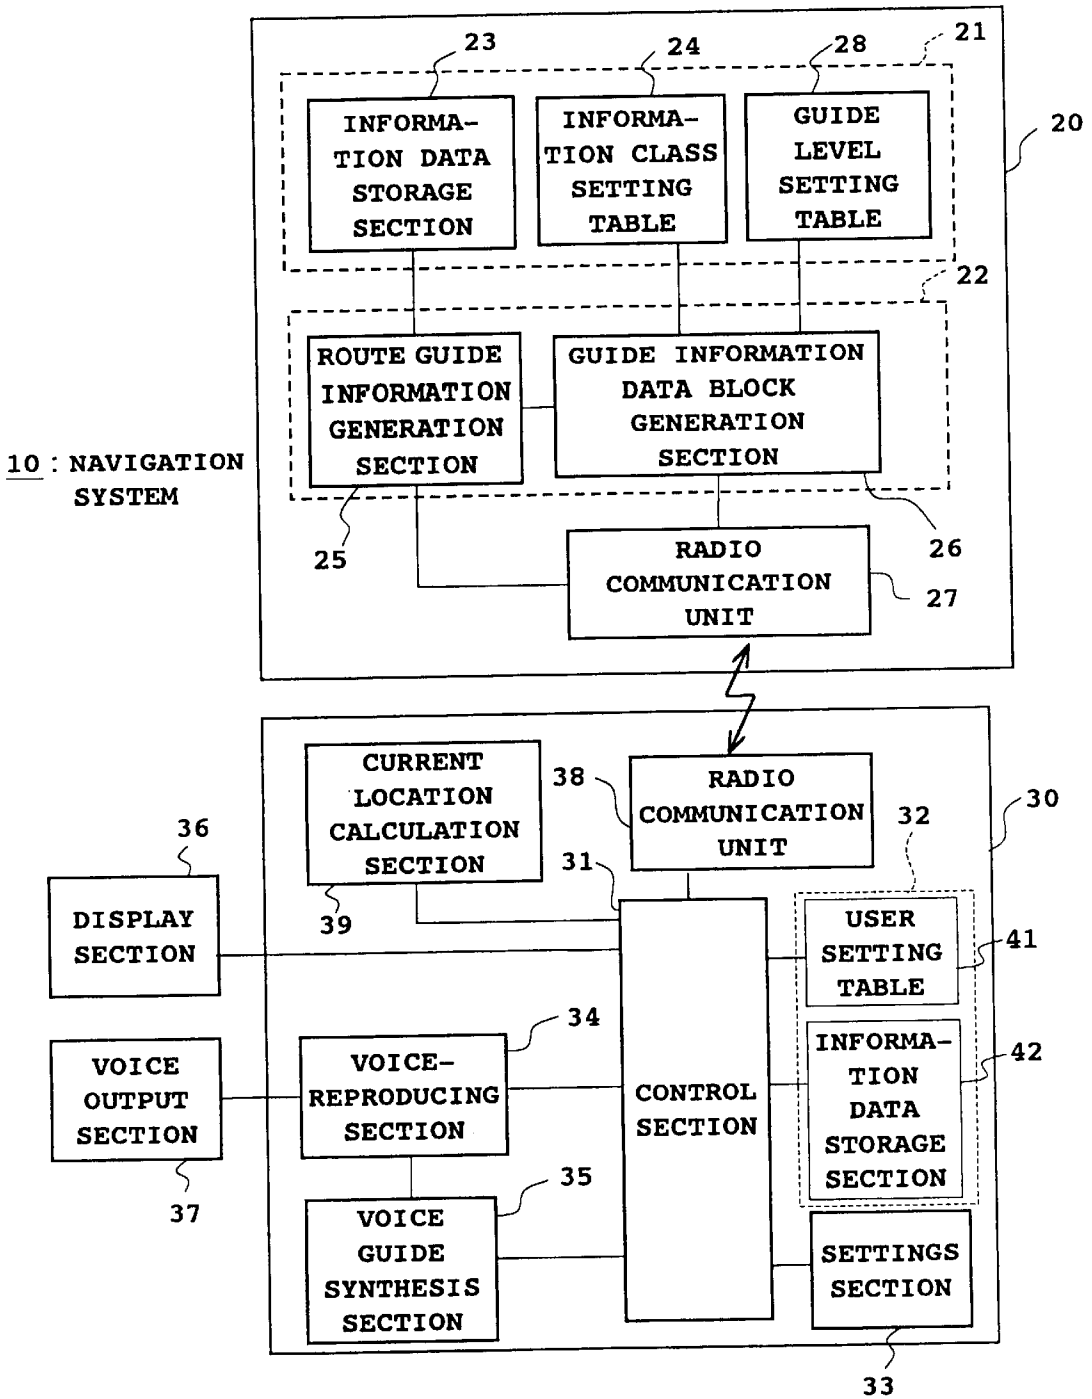 23
24
28
21
20
INFORMA-
TION DATA
STORAGE
SECTION
INFORMA-
TION CLASS
SETTING
TABLE
GUIDE
LEVEL
SETTING
TABLE
22
ROUTE GUIDE
INFORMATION
GENERATION
SECTION
GUIDE INFORMATION
DATA BLOCK
GENERATION
SECTION
10 : NAVIGATION
SYSTEM
25
26
RADIO
COMMUNICATION
UNIT
27
CURRENT
LOCATION
CALCULATION
SECTION
38
RADIO
COMMUNICATION
UNIT
30
36
32
31
39
DISPLAY
SECTION
USER
SETTING
TABLE
41
34
VOICE
OUTPUT
SECTION
VOICE-
REPRODUCING
SECTION
CONTROL
SECTION
INFORMA-
TION
DATA
STORAGE
SECTION
42
37
35
VOICE
GUIDE
SYNTHESIS
SECTION
SETTINGS
SECTION
33